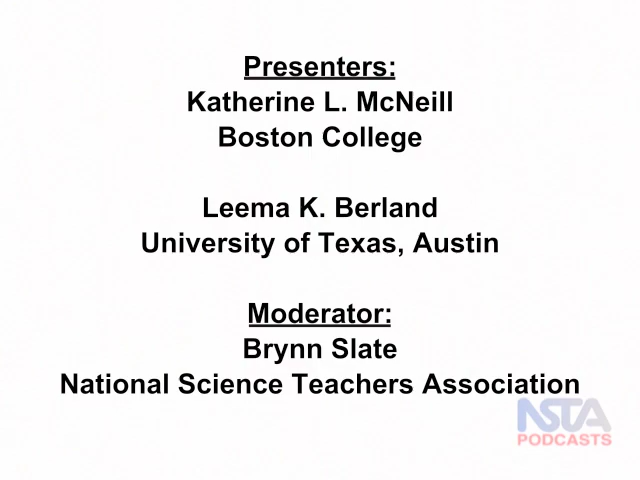 Presenters:
Katherine L. McNeill
Boston College
Leema K. Berland
University of Texas, Austin
Moderator:
Brynn Slate
National Science Teachers Association
NSTA
PODCASTS